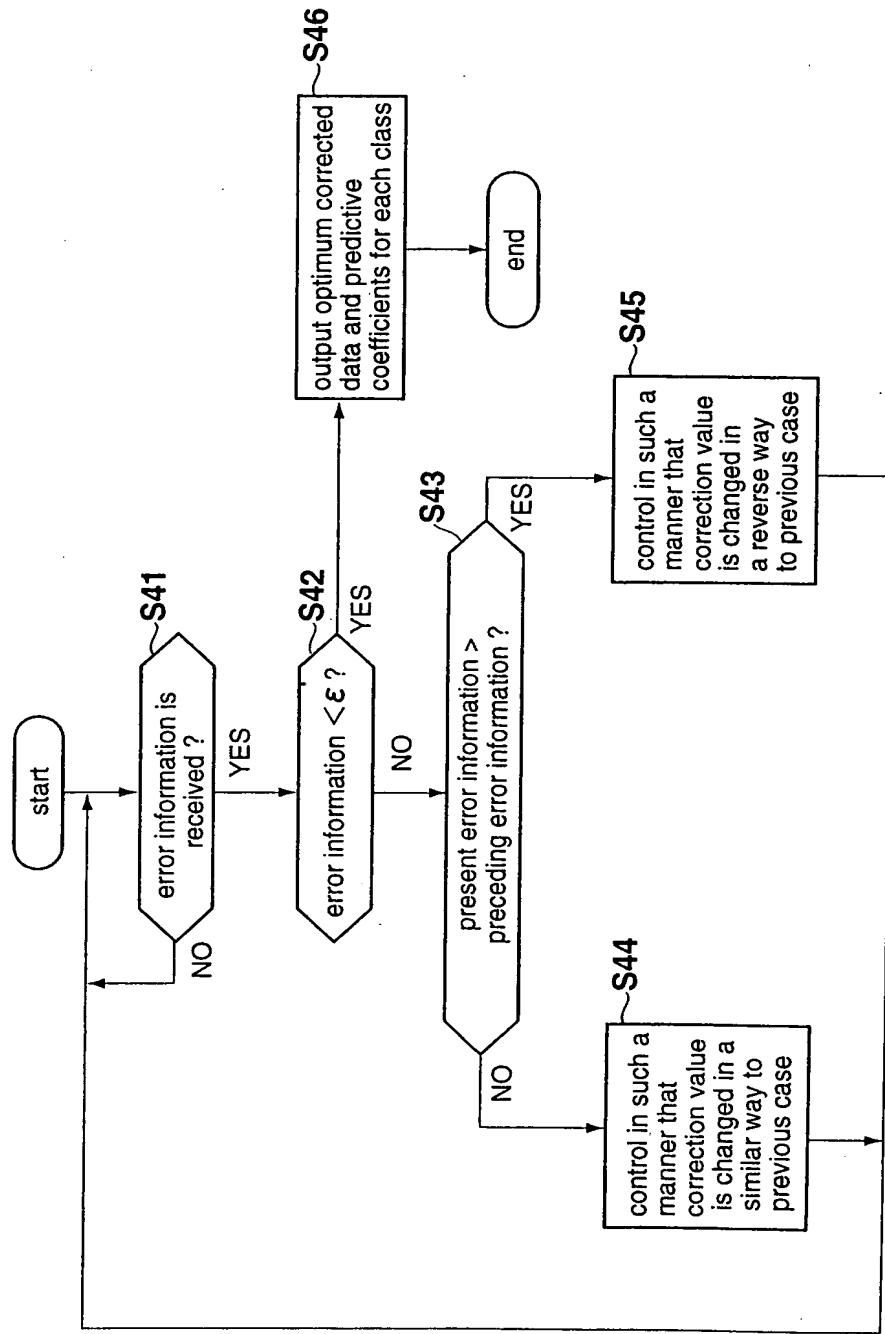 start
S41
error information is
received ?
NO
YES
S42
error information < ε ?
YES
NO
S46
output optimum corrected
data and predictive
coefficients for each class
end
S43
present error information >
preceding error information ?
NO
YES
S44
control in such a
manner that
correction value
is changed in a
similar way to
previous case
S45
control in such a
manner that
correction value
is changed in
a reverse way
to previous case